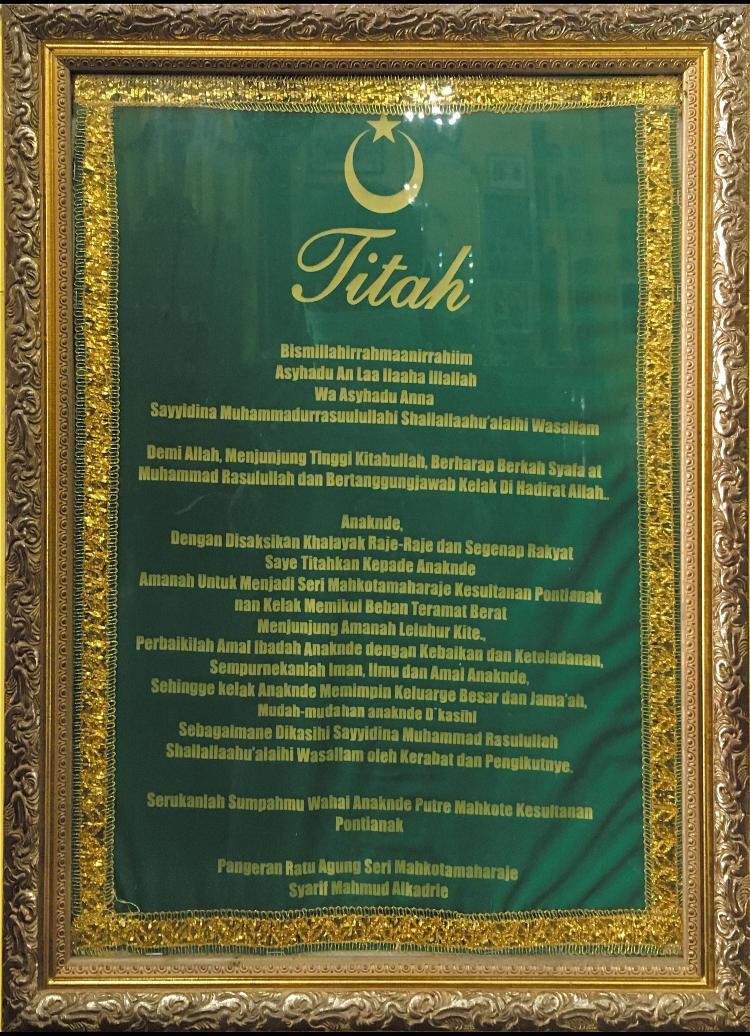 Titah
Bismillahirrahmaanirrahiim
Asyhadu An Laa Ilaaha Illallah
Wa Asyhadu Anna
Sayyidina Muhammadurrasuulullahi Shallallaahu'alaihi Wasallam
Demi Allah, Menjunjung Tinggi Kitabullah, Berharap Berkah Syafa at
Muhammad Rasulullah dan Bertanggungjawab Kelak Di Hadirat Allah..
Anaknde,
Dengan Disaksikan Khalayak Raje-Raje dan Segenap Rakyat
Saye Titahkan Kepade Anaknde
Amanah Untuk Menjadi Seri Mahkotamaharaje Kesultanan Pontianak
nan Kelak Memikul Beban Teramat Berat
Menjunjung Amanah Leluhur Kite.,
Perbaikilah Amal Ibadah Anaknde dengan Kebaikan dan Keteladanan,
Sempurnekanlah Iman, Ilmu dan Amal Anaknde,
Sehingge kelak Anaknde Memimpin Keluarge Besar dan Jama'ah,
Mudah-mudahan anaknde D'kasihi
Sebagaimane Dikasihi Sayyidina Muhammad Rasulullah
Shallallaahu'alaihi Wasallam oleh Kerabat dan Pengikutnye.
Serukanlah Sumpahmu Wahai Anaknde Putre Mahkote Kesultanan
Pontianak
Pangeran Ratu Agung Seri Mahkotamaharaje
Syarif Mahmud Alkadrie